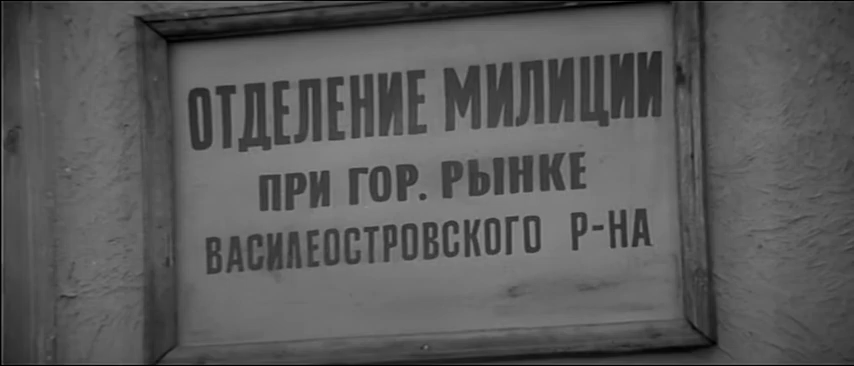 ОТДЕЛЕНИЕ МИЛИЦИИ
ПРИ ГОР. РЫНКЕ
ВАСИЛЕОСТРОВСКОГО Р-НА